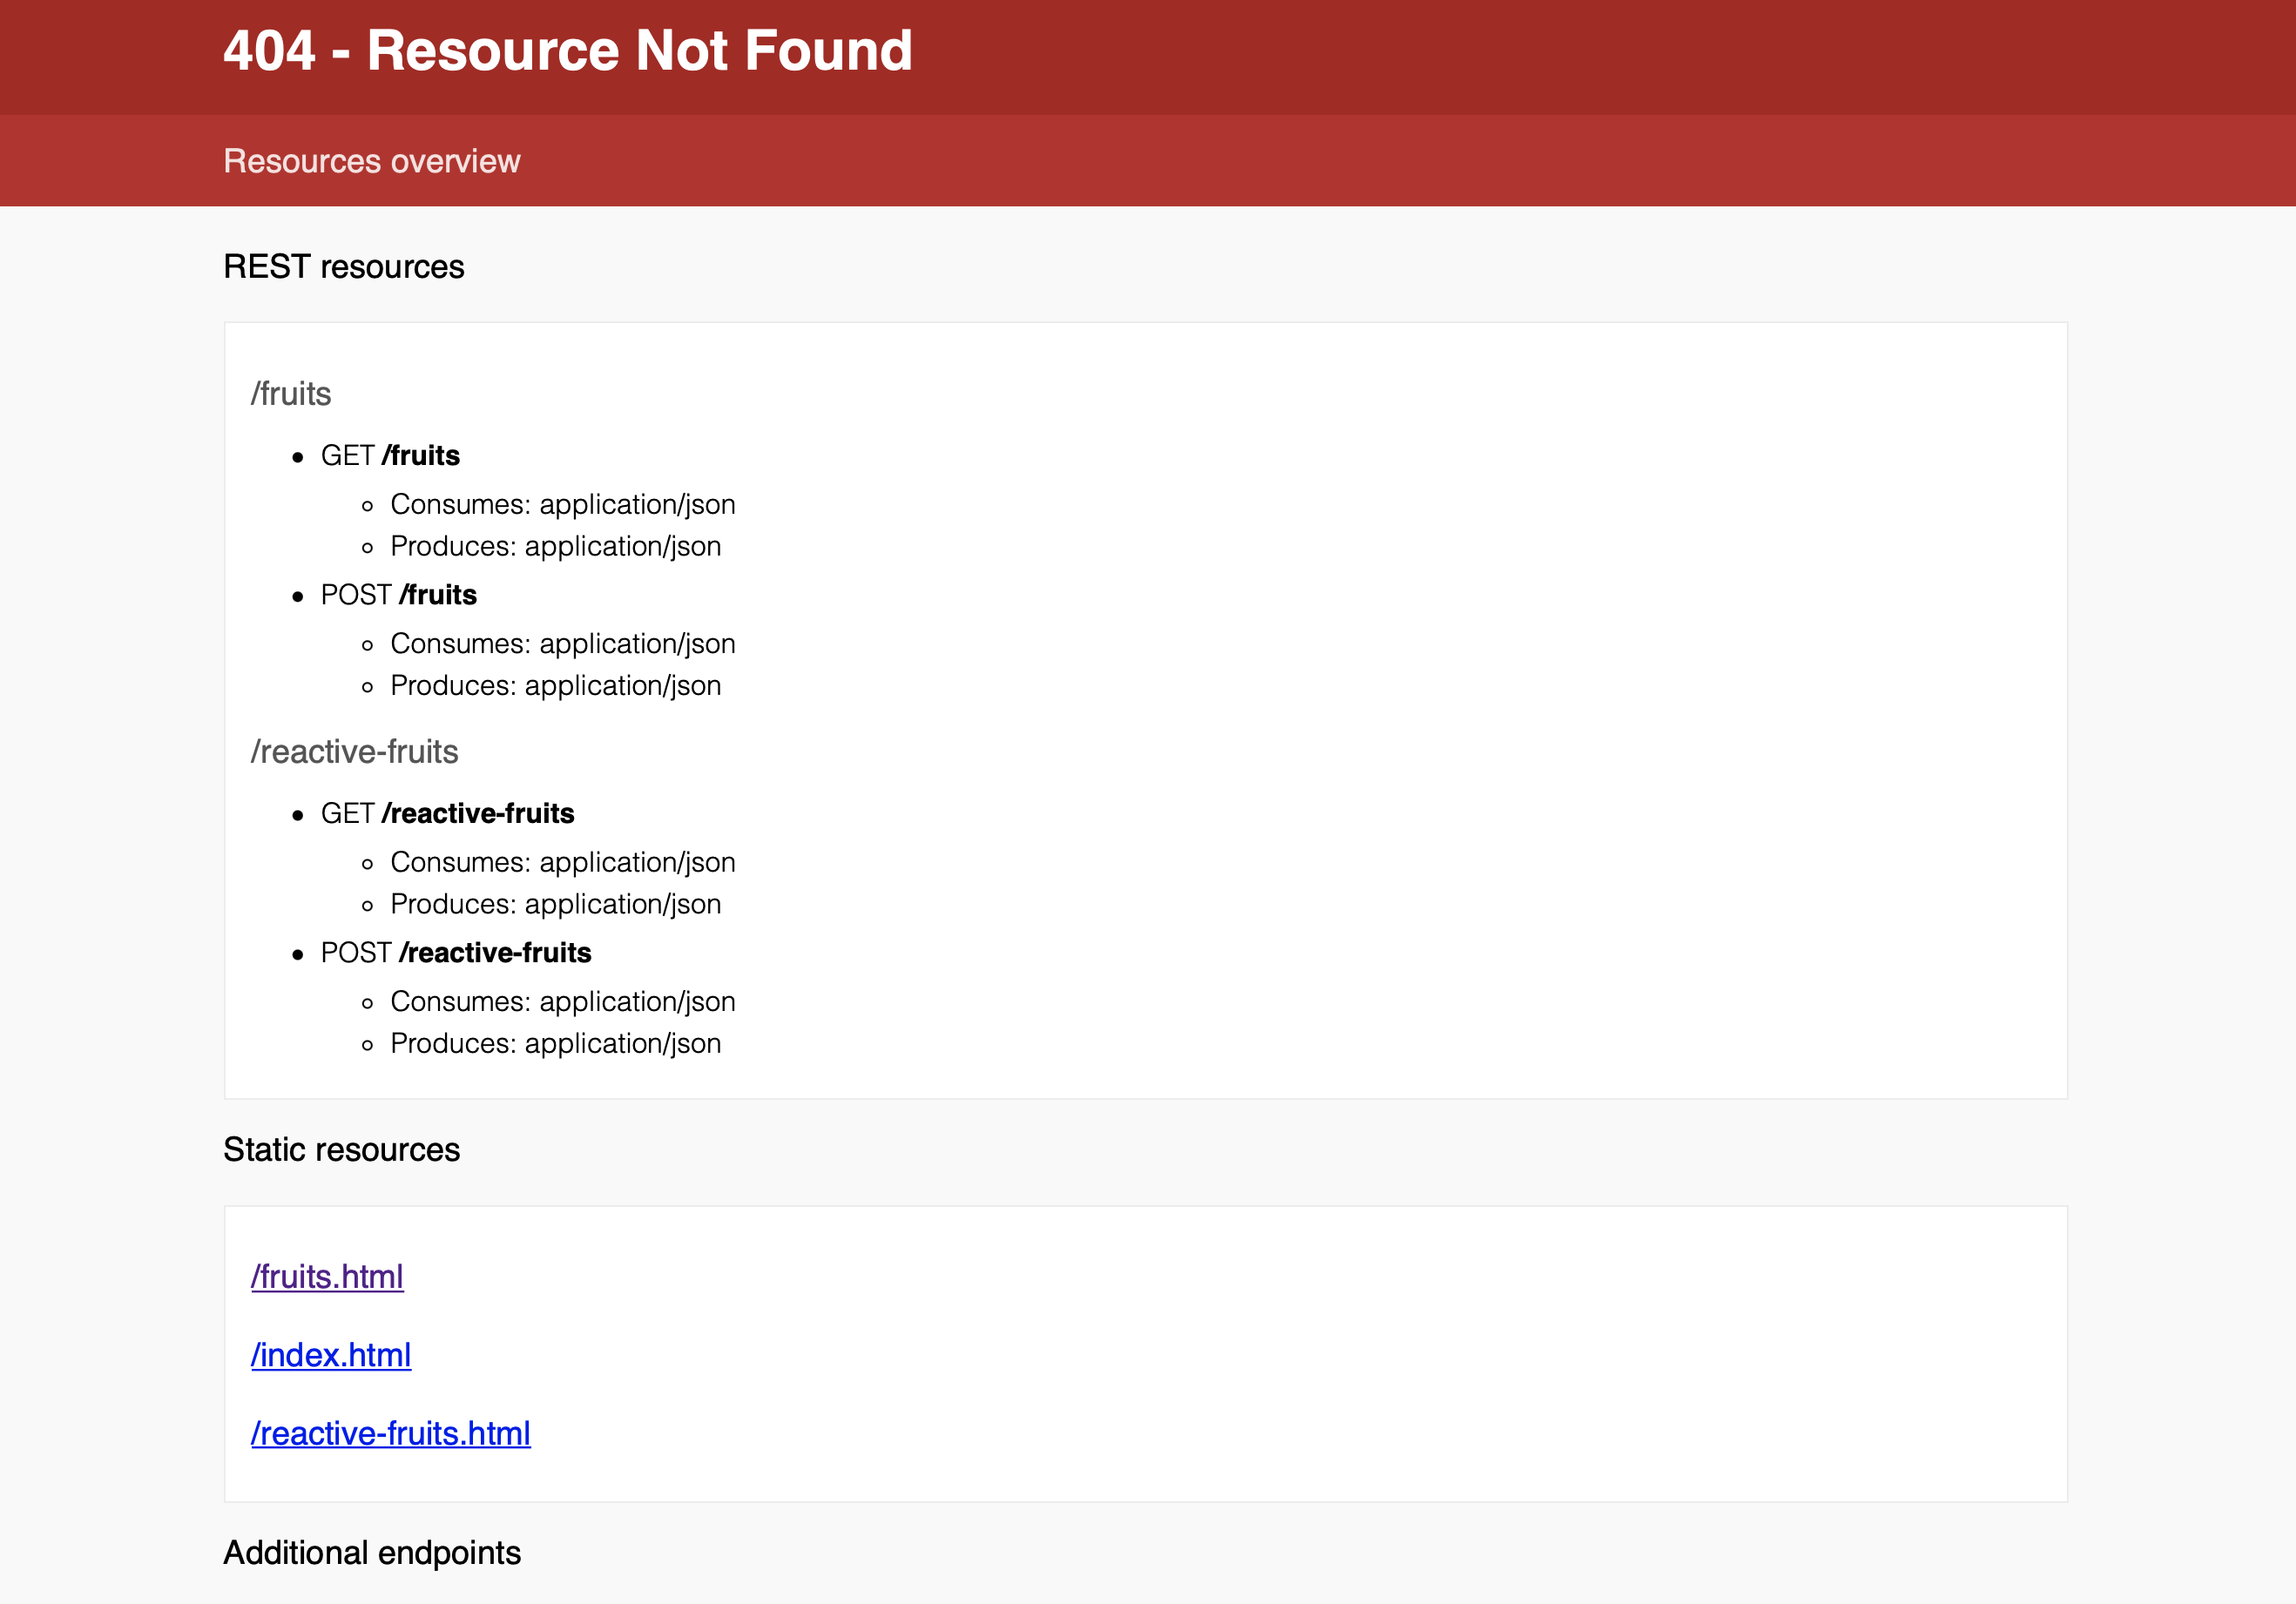 404 - Resource Not Found
Resources overview
REST resources
/fruits
GET /fruits
Consumes: application/json
Produces: application/json
POST /fruits
Consumes: application/json
Produces: application/json
/reactive-fruits
GET /reactive-fruits
Consumes: application/json
Produces: application/json
POST /reactive-fruits
Consumes: application/json
Produces: application/json
Static resources
/fruits.html
/index.html
/reactive-fruits.html
Additional endpoints